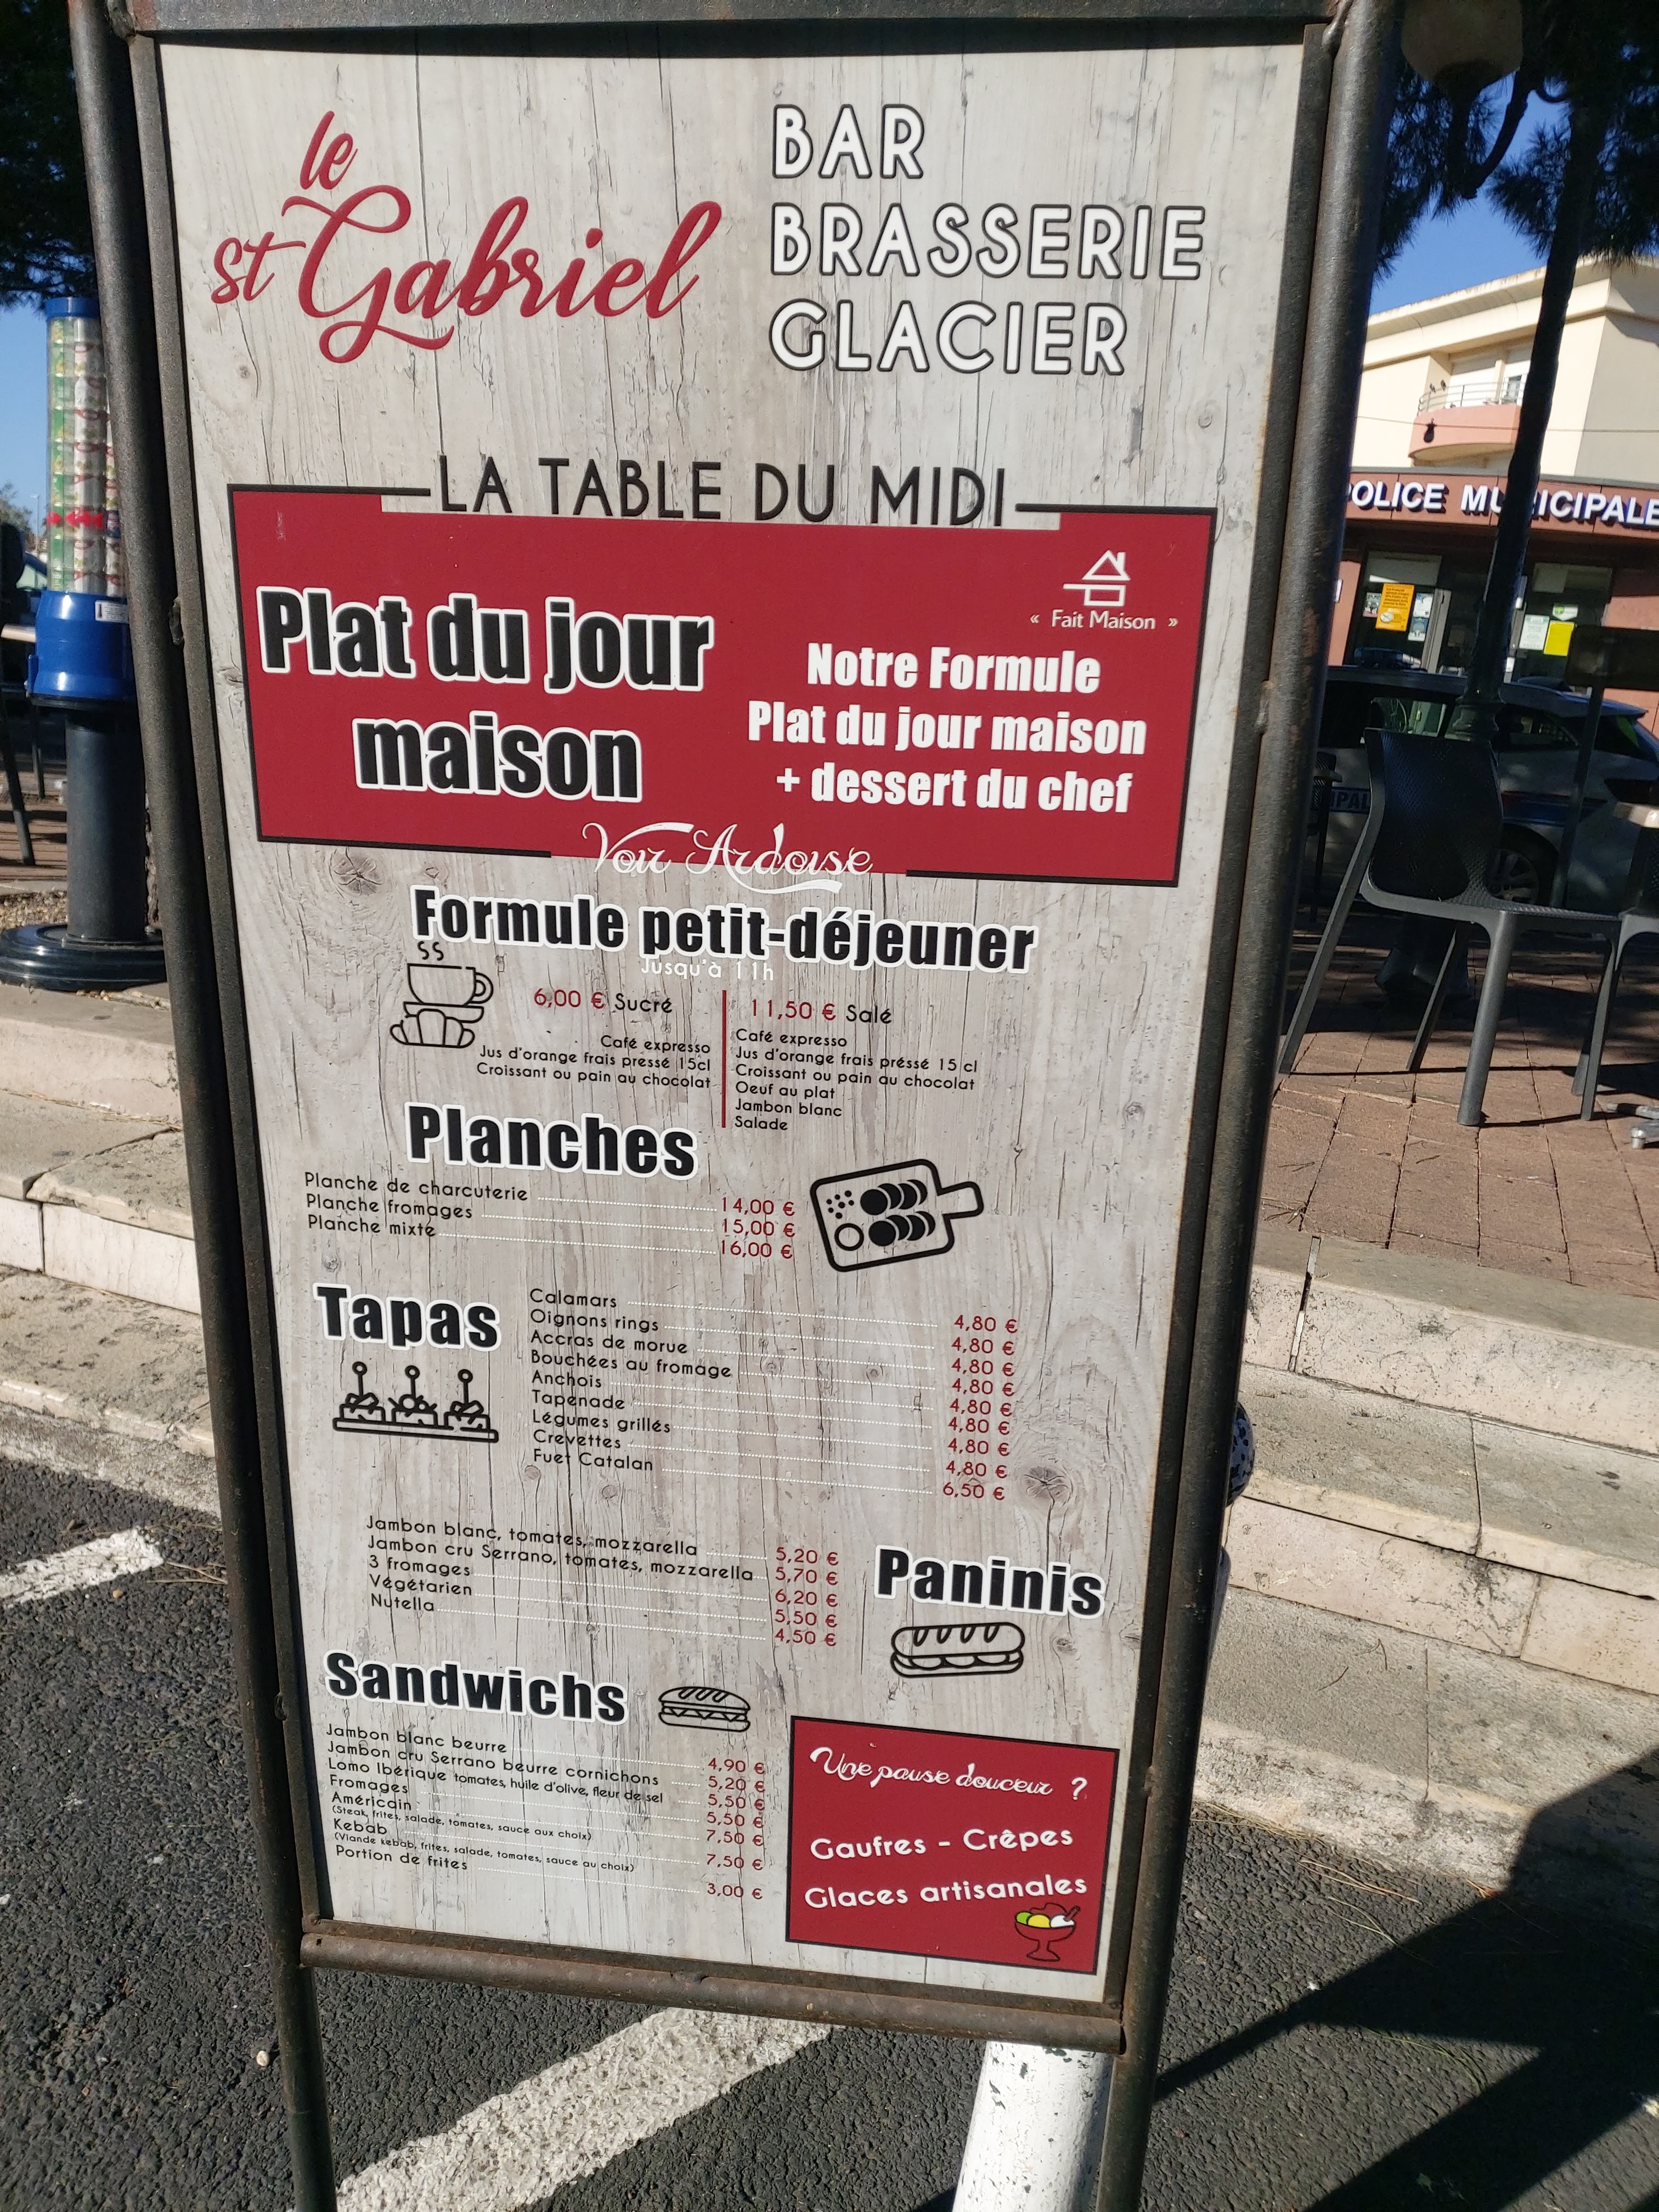 le
st Gabriel
BAR
BRASSERIE
GLACIER
LA TABLE DU MIDI
Plat du jour
maison
« Fait Maison »
Notre Formule
Plat du jour maison
+ dessert du chef
Voir Ardoise
Formule petit-déjeuner
Jusqu'à 11h
6,00 € Sucré
Café expresso
Jus d'orange frais pressé 15cl
Croissant ou pain au chocolat
11,50 € Salé
Café expresso
Jus d'orange frais préssé 15 cl
Croissant ou pain au chocolat
Oeuf au plat
Jambon blanc
Salade
Planches
Planche de charcuterie 14,00 €
Planche fromages 15,00 €
Planche mixte 16,00 €
Tapas
Calamars 4,80 €
Oignons rings 4,80 €
Accras de morue 4,80 €
Bouchées au fromage 4,80 €
Anchois 4,80 €
Tapenade 4,80 €
Légumes grillés 4,80 €
Crevettes 4,80 €
Fuet Catalan 6,50 €
Paninis
Jambon blanc, tomates, mozzarella 5,20 €
Jambon cru Serrano, tomates, mozzarella 5,70 €
3 fromages 6,20 €
Végétarien 5,50 €
Nutella 4,50 €
Sandwichs
Jambon blanc beurre 4,90 €
Jambon cru Serrano beurre cornichons 5,20 €
Lomo Ibérique tomates, huile d'olive, fleur de sel 5,50 €
Fromages 5,50 €
Américain 7,50 €
(Steak, frites, salade, tomates, sauce aux choix)
Kebab 7,50 €
(Viande kebab, frites, salade, tomates, sauce au choix)
Portion de frites 3,00 €
Une pause douceur ?
Gaufres - Crêpes
Glaces artisanales
POLICE MUNICIPALE